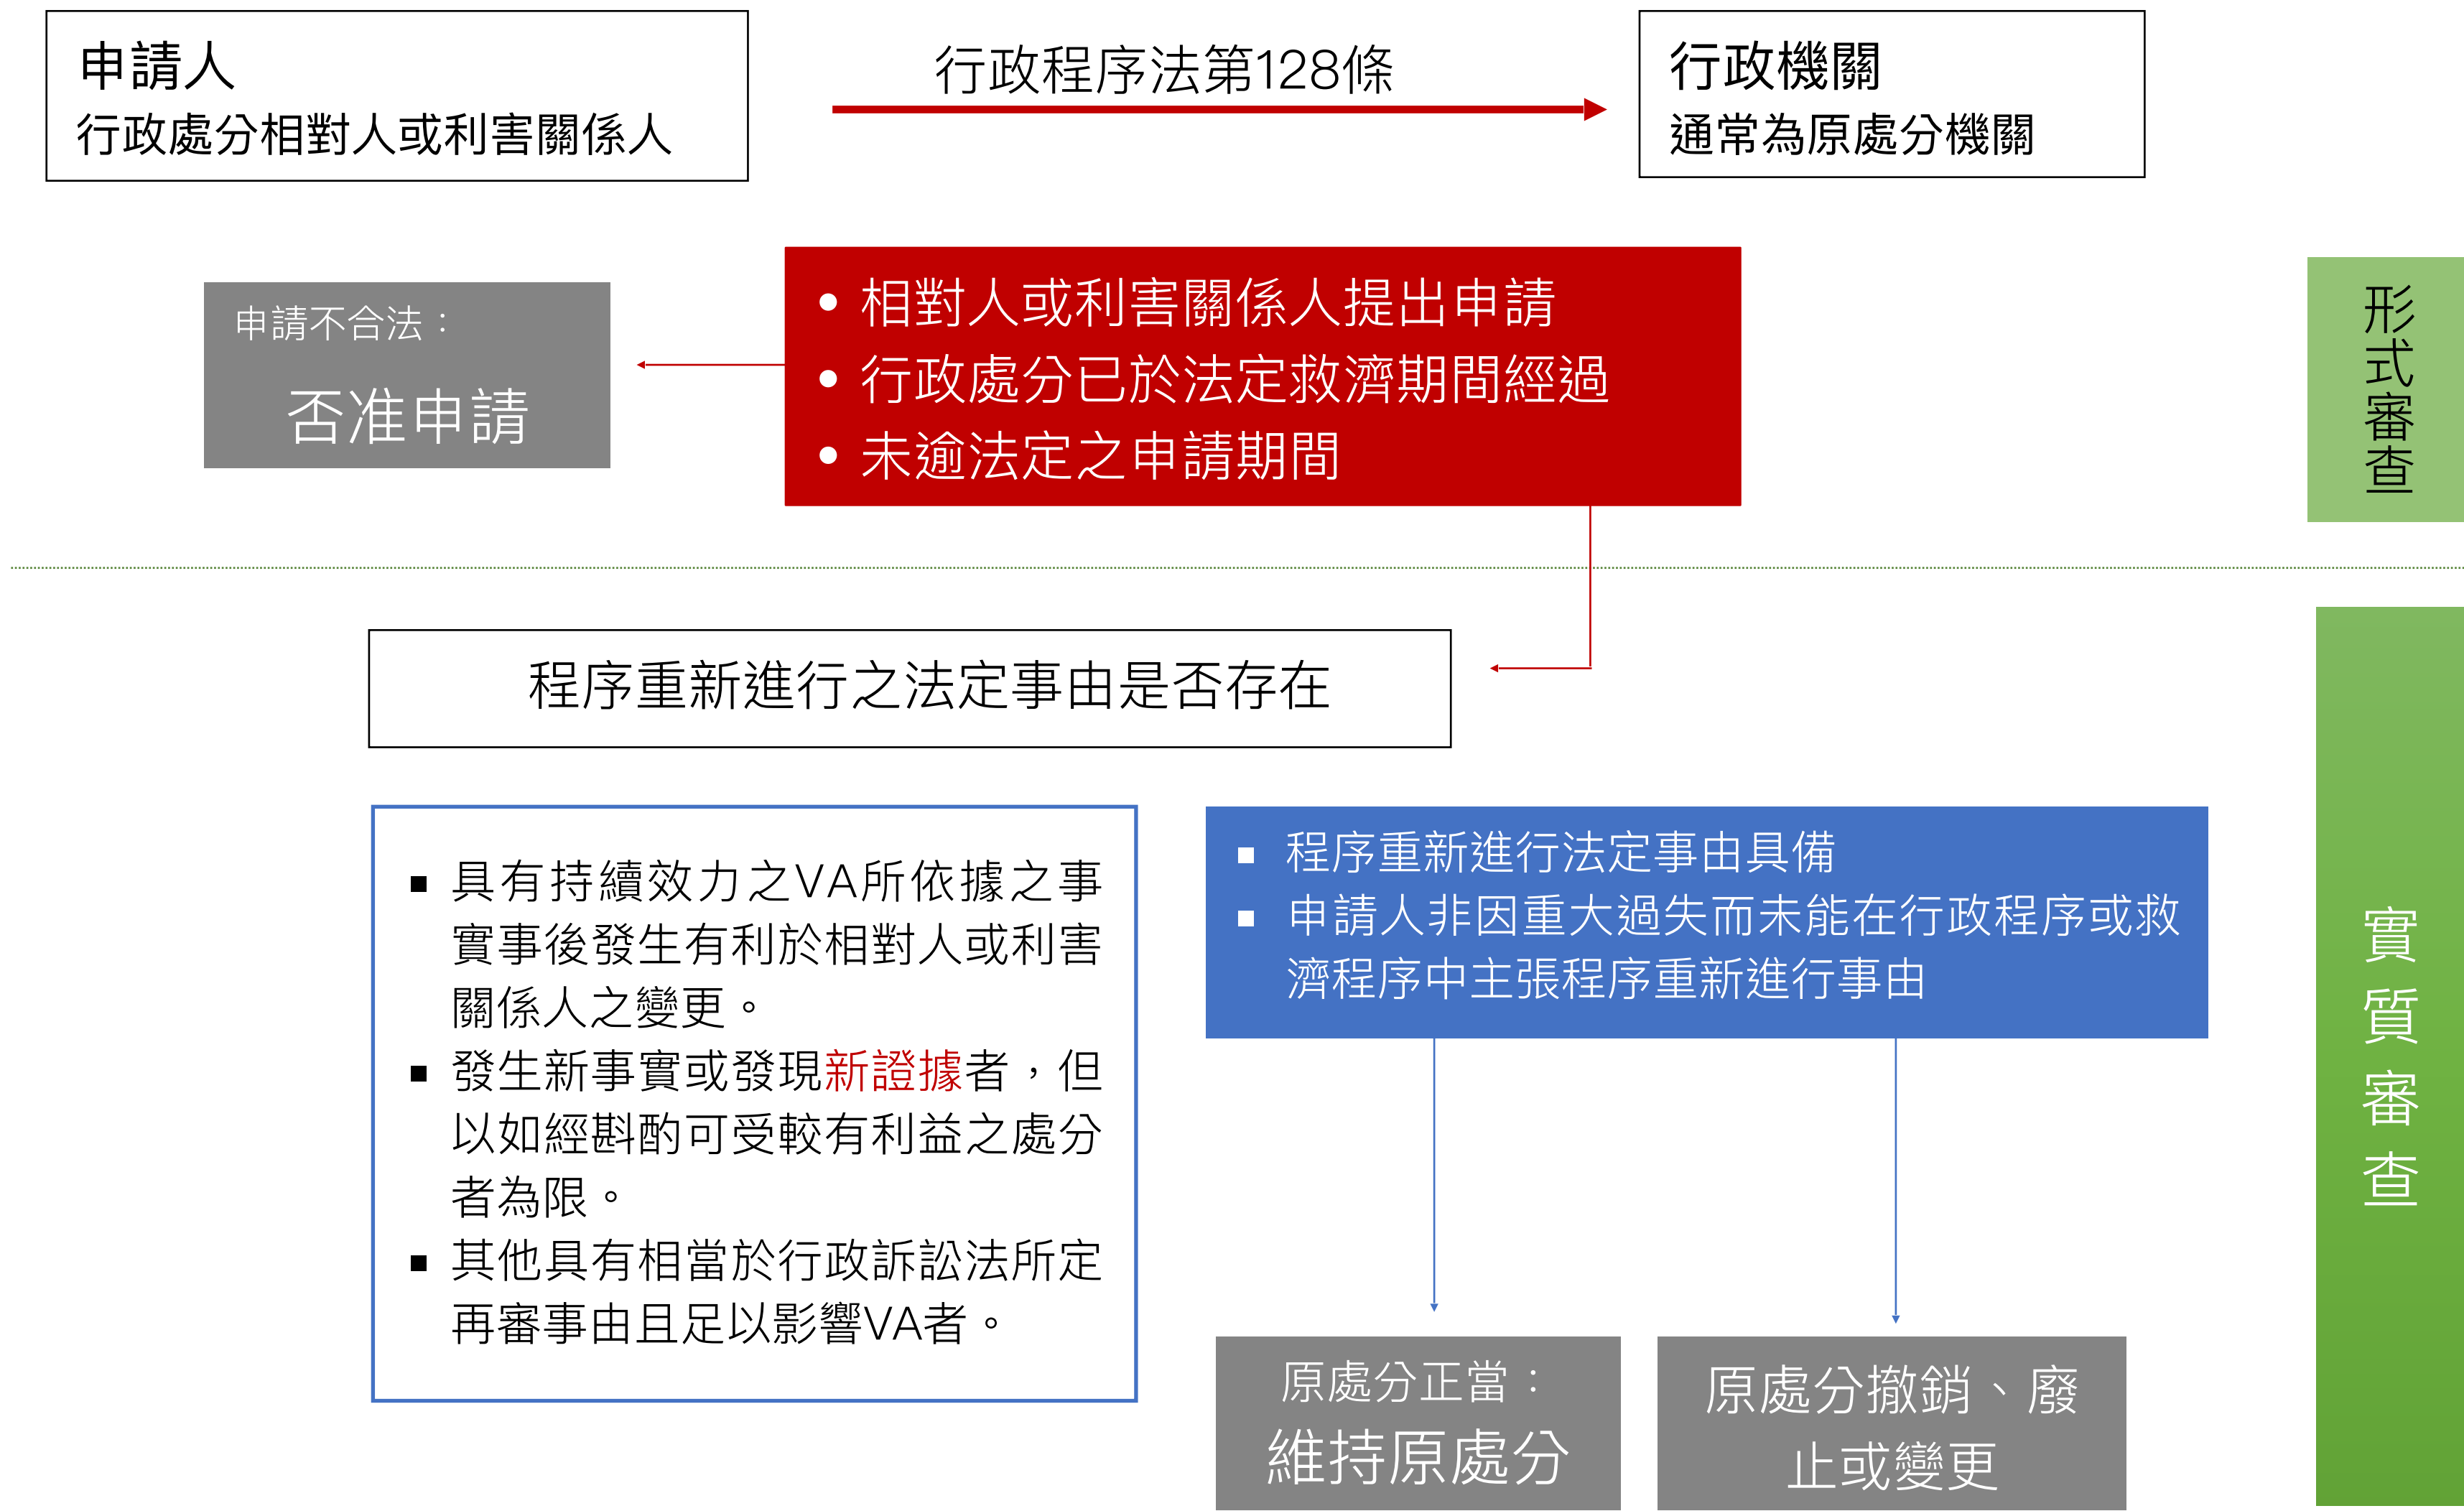 申請人
行政處分相對人或利害關係人
行政程序法第128條
行政機關
通常為原處分機關
申請不合法：
否准申請
• 相對人或利害關係人提出申請
• 行政處分已於法定救濟期間經過
• 未逾法定之申請期間
形式審查
程序重新進行之法定事由是否存在
▪ 具有持續效力之VA所依據之事
實事後發生有利於相對人或利害
關係人之變更。
▪ 發生新事實或發現新證據者，但
以如經斟酌可受較有利益之處分
者為限。
▪ 其他具有相當於行政訴訟法所定
再審事由且足以影響VA者。
▪ 程序重新進行法定事由具備
▪ 申請人非因重大過失而未能在行政程序或救
濟程序中主張程序重新進行事由
實質審查
原處分正當：
維持原處分
原處分撤銷、廢
止或變更